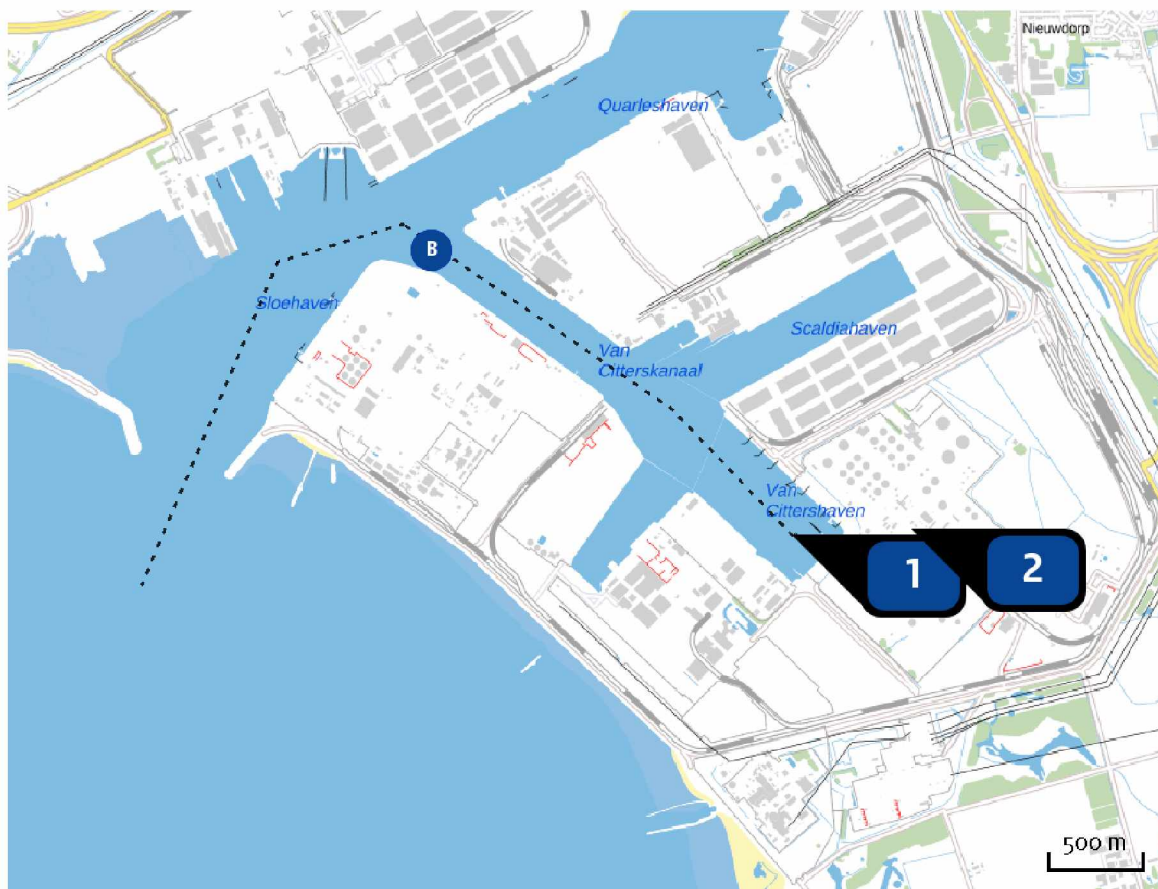 Nieuwdorp
Quarleshaven
B
Sloehaven
Scaldiahaven
Van
Citterskanaal
Van
Cittershaven
1
2
500 m